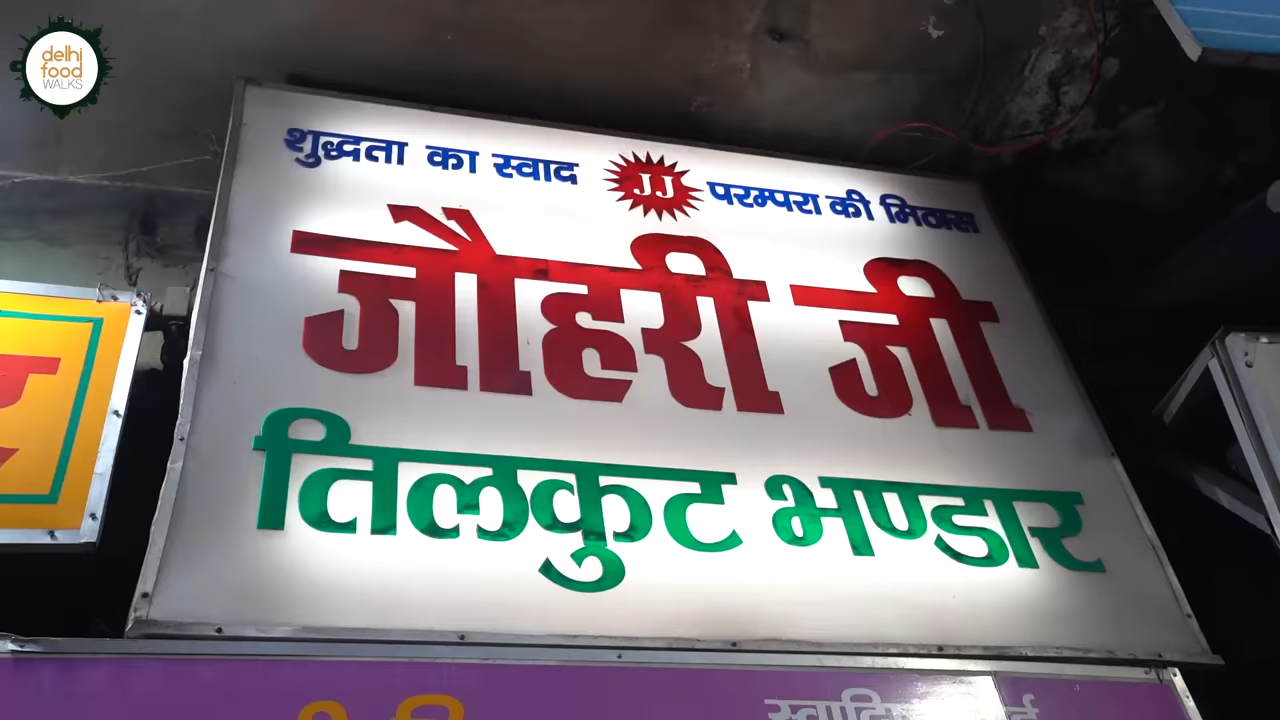 delhi
food
WALKS
शुद्धता का स्वाद JJ परम्परा की मिठास
जौहरी जी
तिलकुट भण्डार